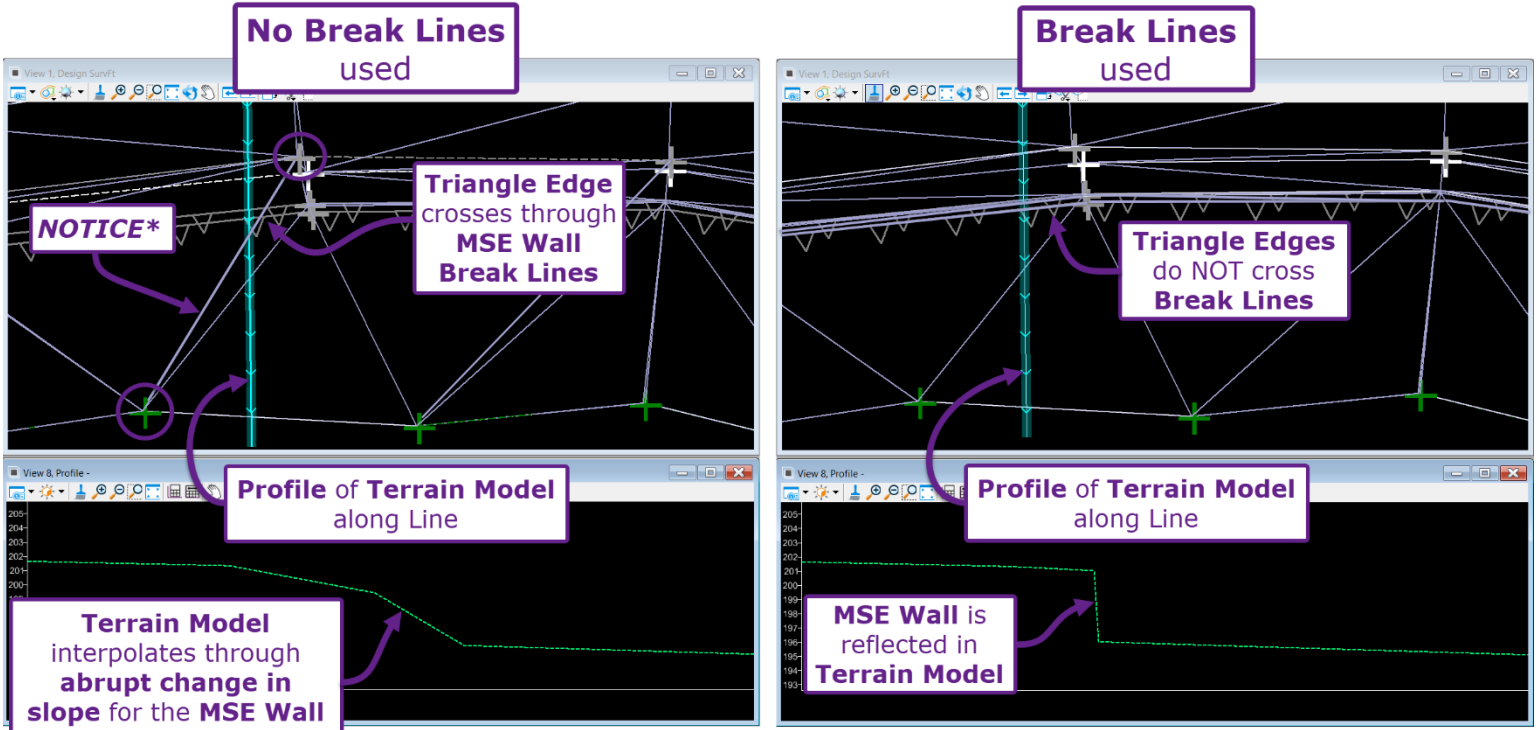 No Break Lines
used
Break Lines
used
View 1, Design SurvFt
View 1, Design SurvFt
NOTICE*
Triangle Edge
crosses through
MSE Wall
Break Lines
Triangle Edges
do NOT cross
Break Lines
View 8, Profile -
View 8, Profile -
Profile of Terrain Model
along Line
Profile of Terrain Model
along Line
205
204
203
202
201
200
Terrain Model
interpolates through
abrupt change in
slope for the MSE Wall
205
204
203
202
201
200
199
198
197
196
195
194
193
MSE Wall is
reflected in
Terrain Model